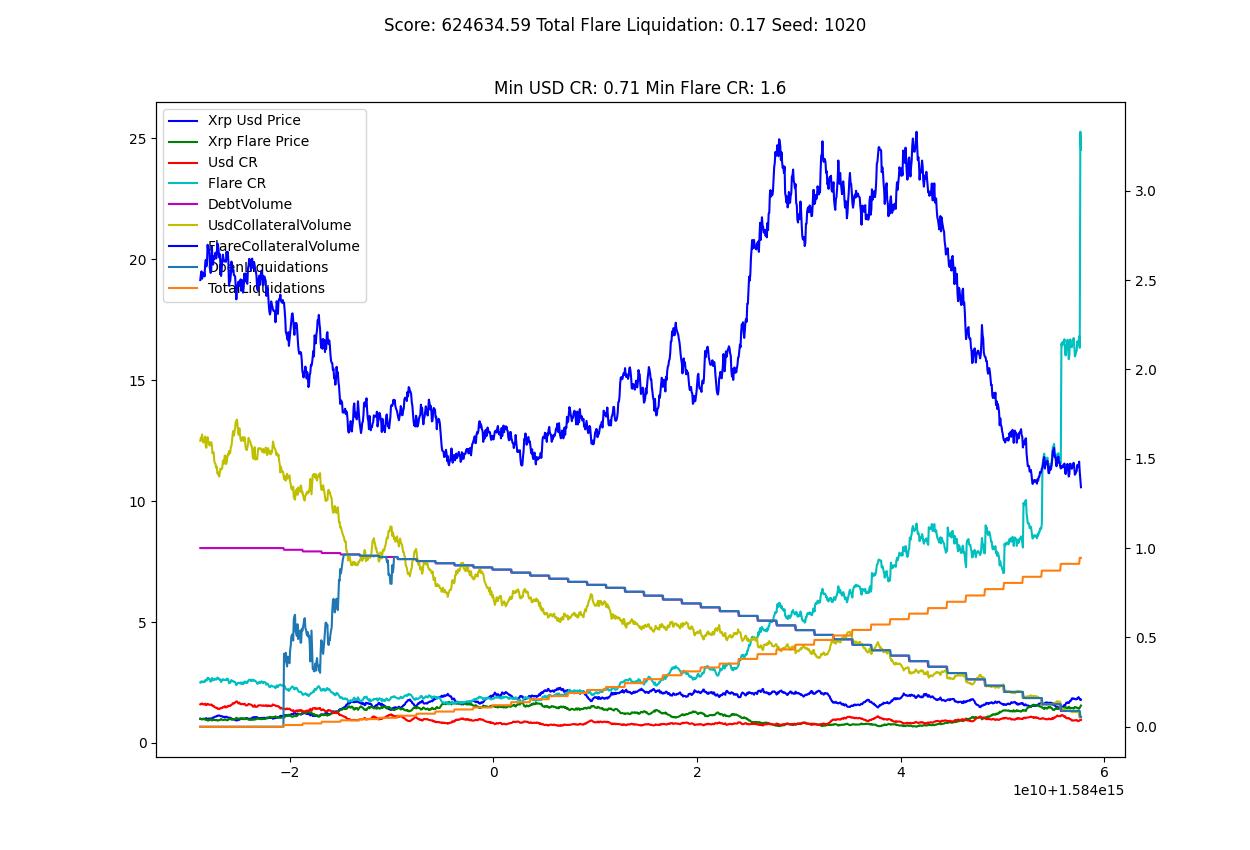 Score: 624634.59 Total Flare Liquidation: 0.17 Seed: 1020
Min USD CR: 0.71 Min Flare CR: 1.6
Xrp Usd Price
Xrp Flare Price
Usd CR
Flare CR
DebtVolume
UsdCollateralVolume
FlareCollateralVolume
OpenLiquidations
TotalLiquidations
25
20
15
10
5
0
3.0
2.5
2.0
1.5
1.0
0.5
0.0
−2
0
2
4
6
1e10+1.584e15